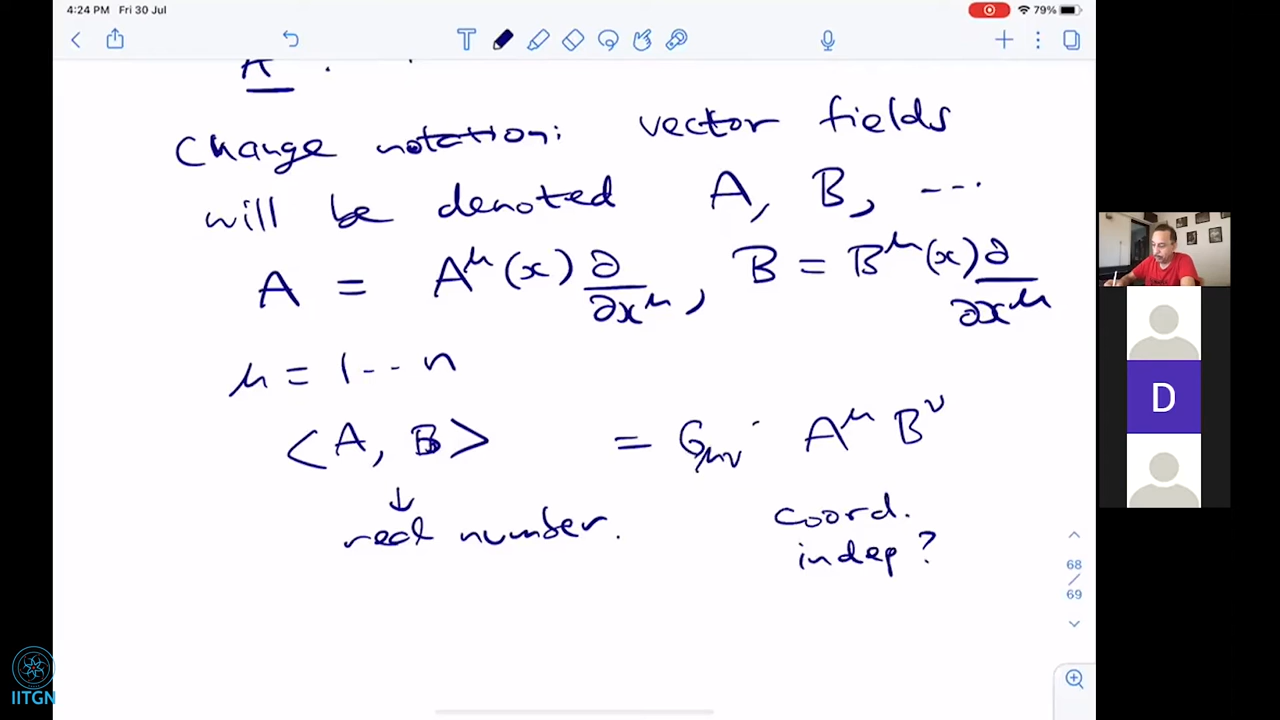 4:24 PM Fri 30 Jul
79%
T
Change notation: vector fields
will be denoted A, B, ---
A = A^μ(x) ∂/∂x^μ, B = B^μ(x) ∂/∂x^μ
μ = 1 -- n
<A, B> = G_μν A^μ B^ν
↓
real number.
coord.
indep ?
D
68
/
69
IITGN